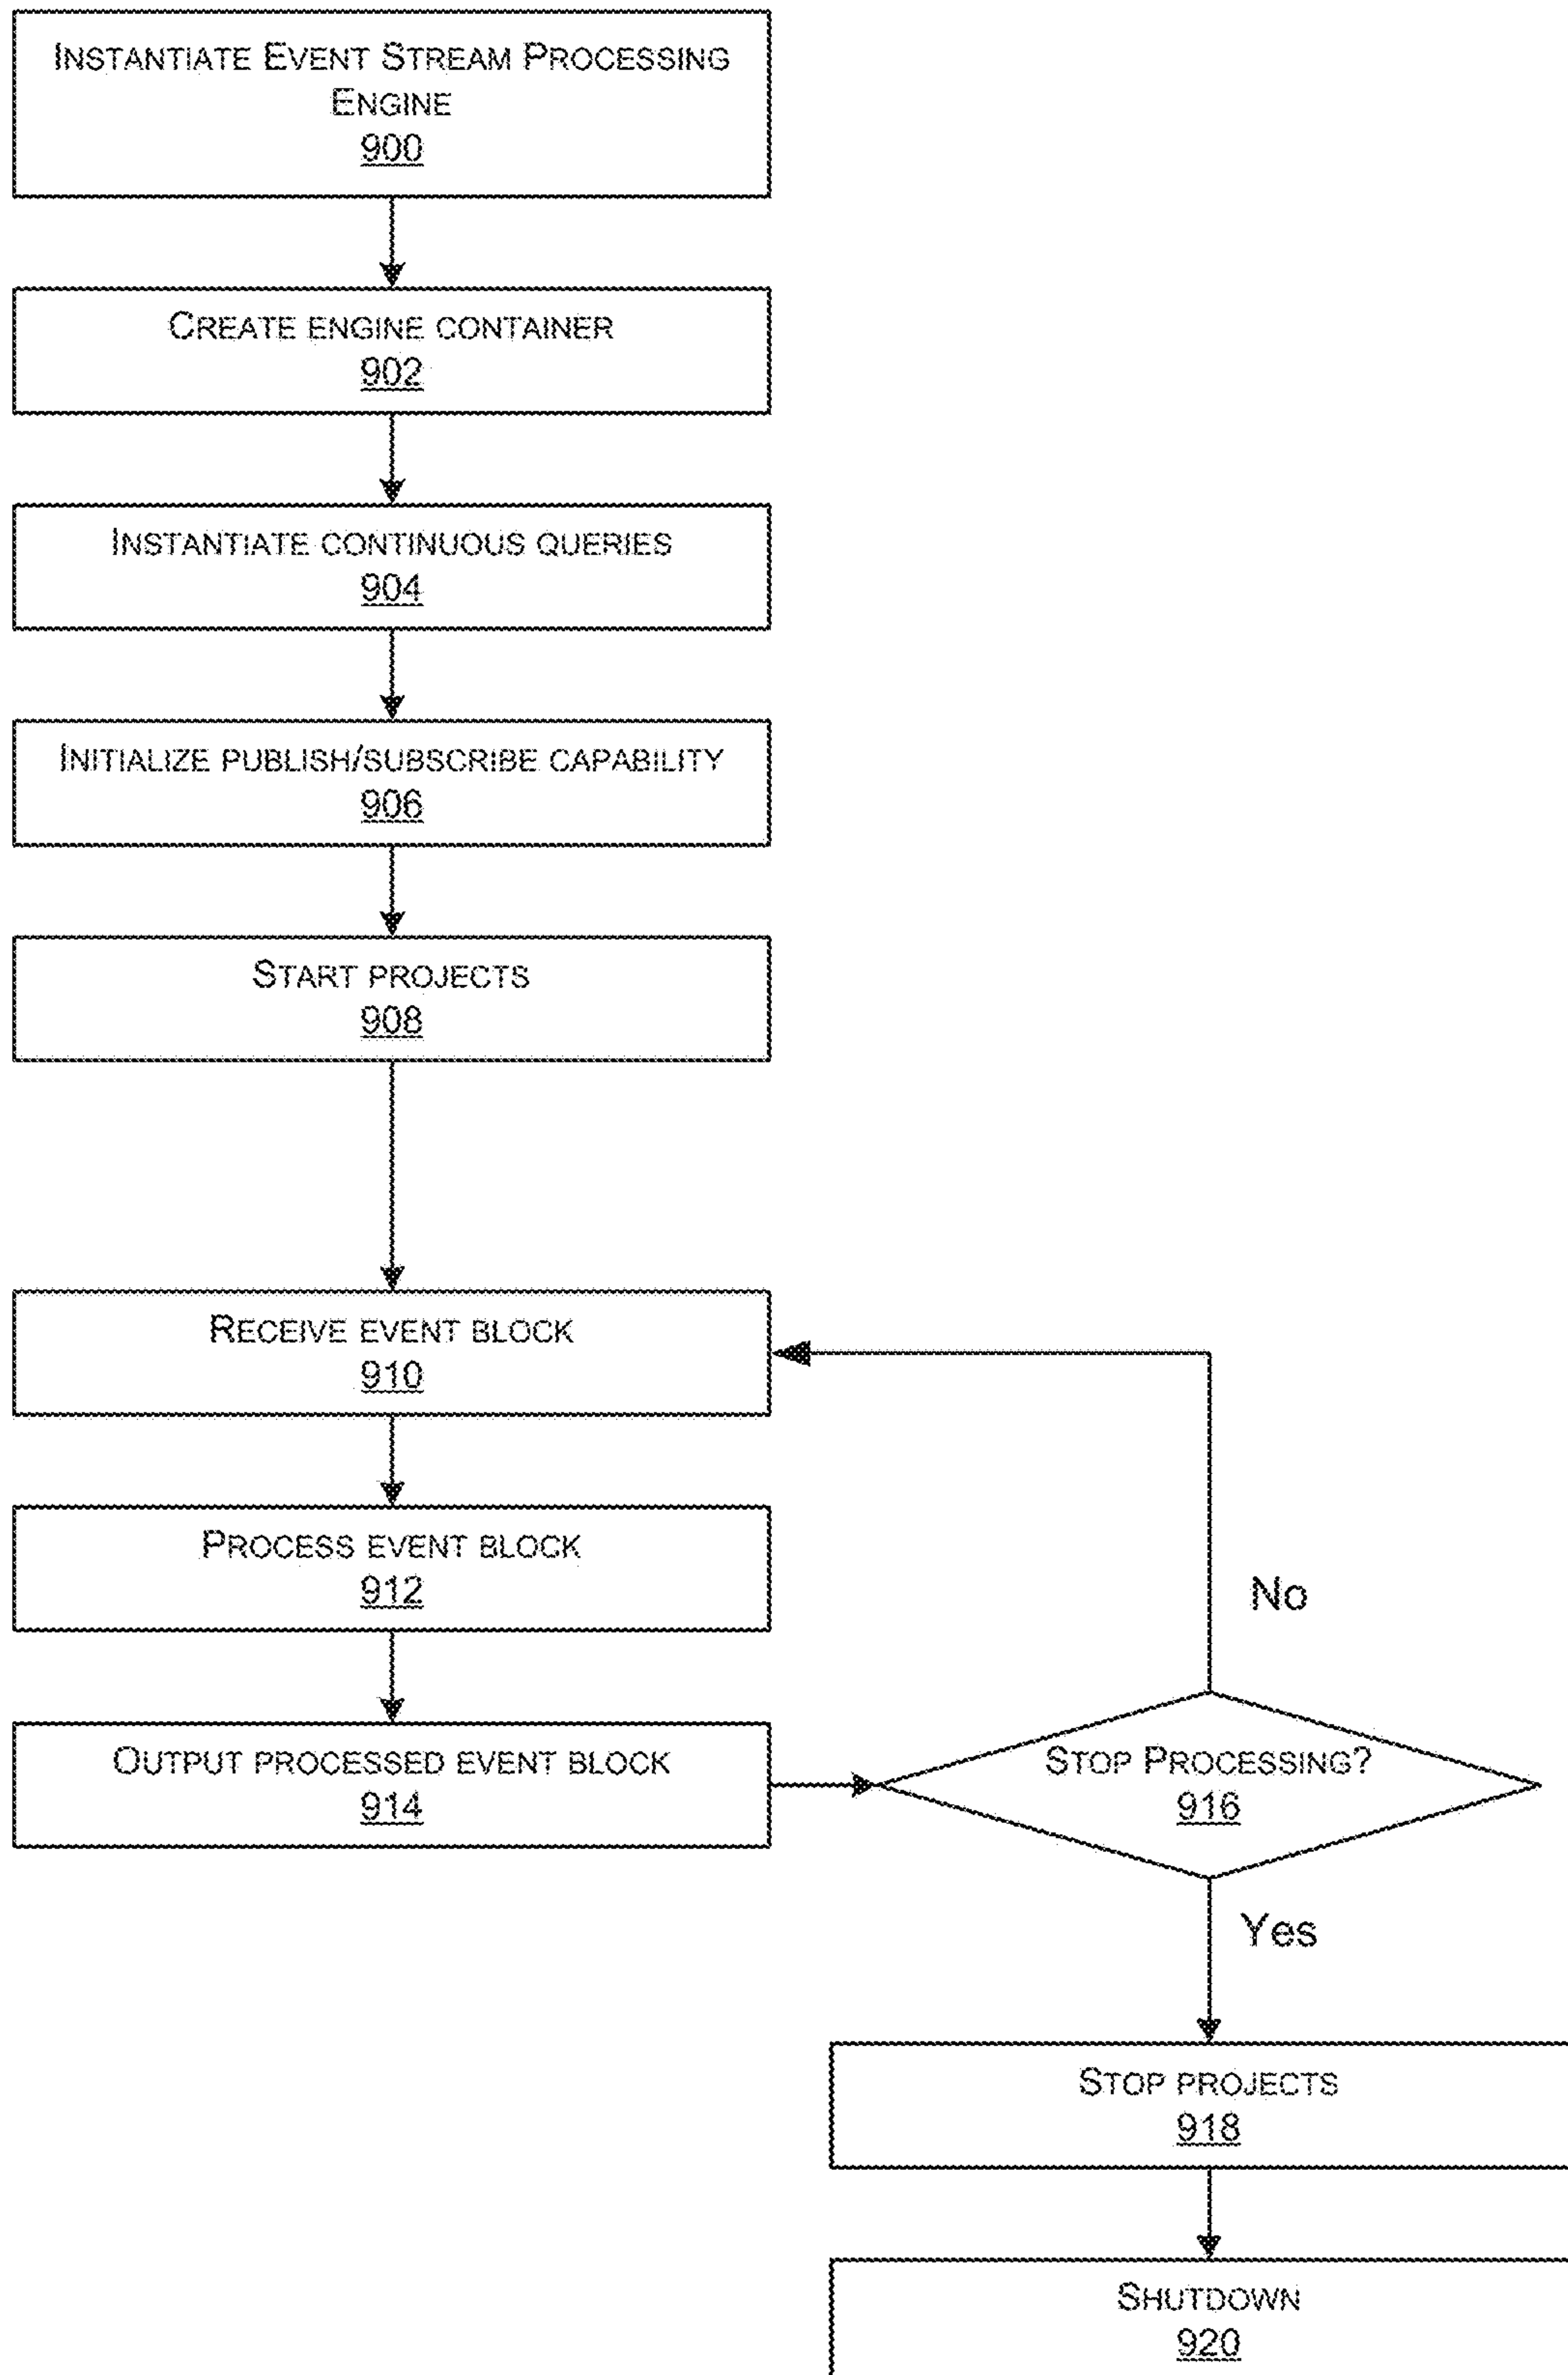 INSTANTIATE EVENT STREAM PROCESSING
ENGINE
900
CREATE ENGINE CONTAINER
902
INSTANTIATE CONTINUOUS QUERIES
904
INITIALIZE PUBLISH/SUBSCRIBE CAPABILITY
906
START PROJECTS
908
RECEIVE EVENT BLOCK
910
PROCESS EVENT BLOCK
912
No
OUTPUT PROCESSED EVENT BLOCK
914
STOP PROCESSING?
916
Yes
STOP PROJECTS
918
SHUTDOWN
920